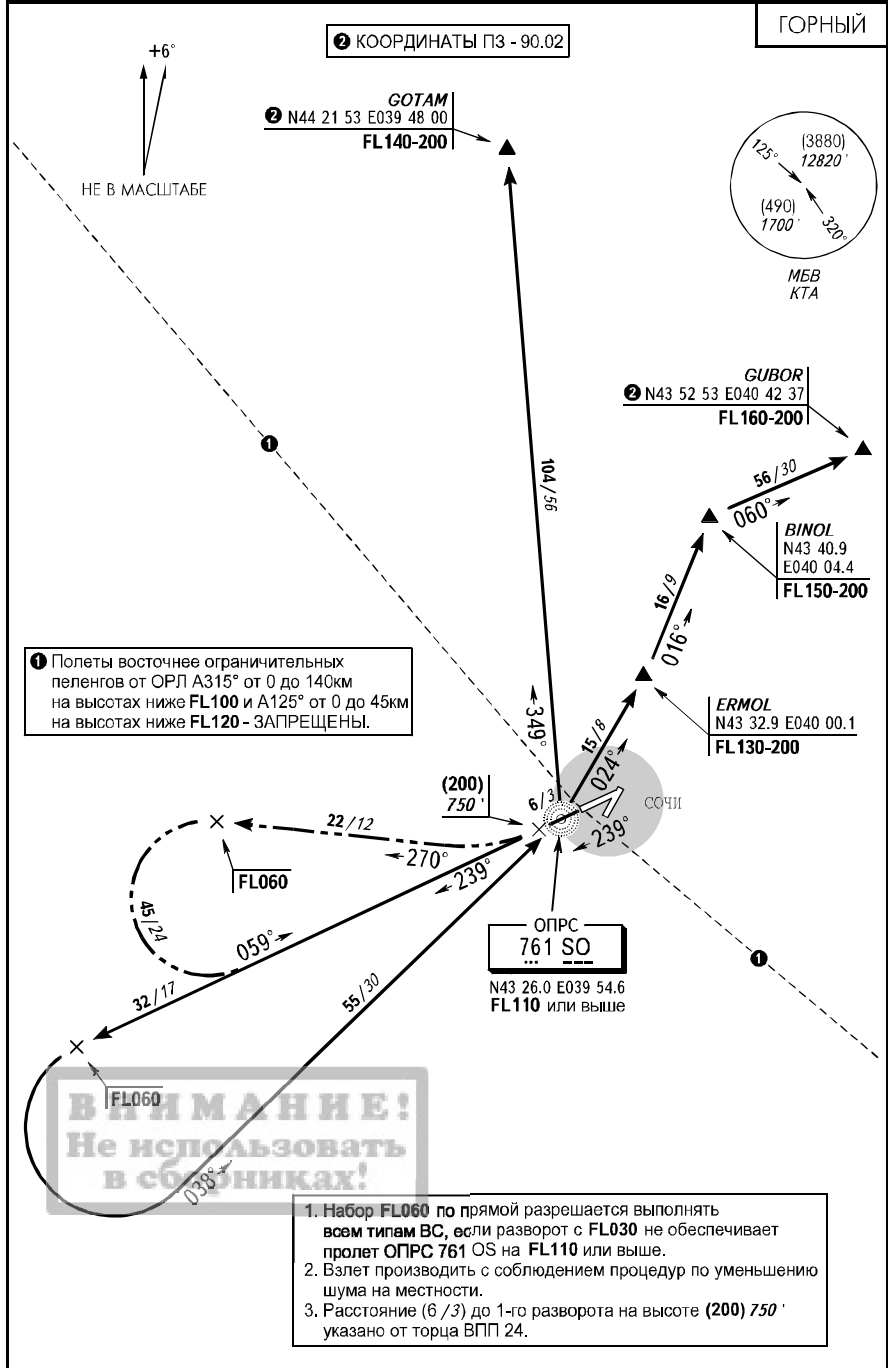 ГОРНЫЙ
❷ КООРДИНАТЫ ПЗ - 90.02
+6°
НЕ В МАСШТАБЕ
GOTAM
❷ N44 21 53 E039 48 00
FL140-200
125°
(3880)
12820 '
(490)
1700 '
320°
МБВ
КТА
GUBOR
❷ N43 52 53 E040 42 37
FL160-200
❶
104/56
56/30
060°
BINOL
N43 40.9
E040 04.4
FL150-200
16/9
016°
❶ Полеты восточнее ограничительных
пеленгов от ОРЛ А315° от 0 до 140км
на высотах ниже FL100 и А125° от 0 до 45км
на высотах ниже FL120 - ЗАПРЕЩЕНЫ.
ERMOL
N43 32.9 E040 00.1
FL130-200
349°
15/8
024°
(200)
750 '
6/3
СОЧИ
239°
22/12
270°
239°
FL060
45/24
059°
ОПРС
761 SO
N43 26.0 E039 54.6
FL110 или выше
❶
32/17
55/30
FL060
038°
ВНИМАНИЕ!
Не использовать
в сборниках!
1. Набор FL060 по прямой разрешается выполнять
всем типам ВС, если разворот с FL030 не обеспечивает
пролет ОПРС 761 OS на FL110 или выше.
2. Взлет производить с соблюдением процедур по уменьшению
шума на местности.
3. Расстояние (6 /3) до 1-го разворота на высоте (200) 750 '
указано от торца ВПП 24.